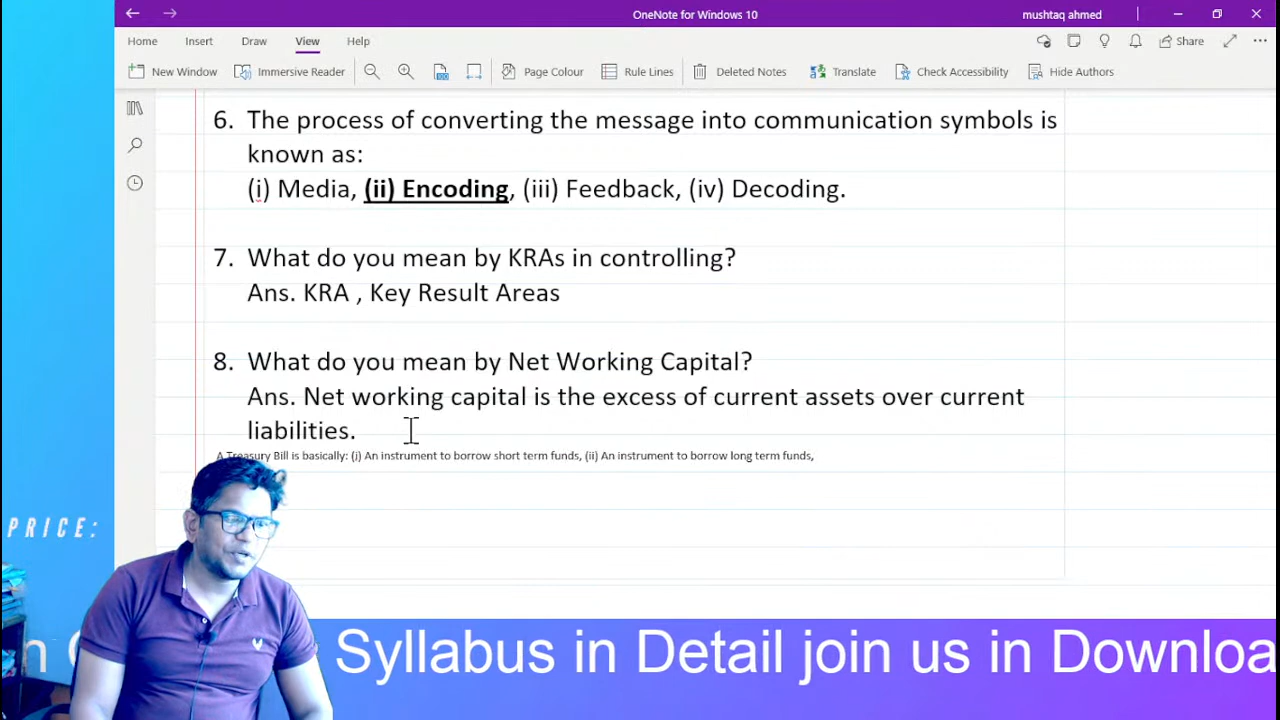 OneNote for Windows 10
mushtaq ahmed
Home Insert Draw View Help
Share
New Window Immersive Reader Page Colour Rule Lines Deleted Notes Translate Check Accessibility Hide Authors
6. The process of converting the message into communication symbols is
known as:
(i) Media, (ii) Encoding, (iii) Feedback, (iv) Decoding.
7. What do you mean by KRAs in controlling?
Ans. KRA , Key Result Areas
8. What do you mean by Net Working Capital?
Ans. Net working capital is the excess of current assets over current
liabilities.
A Treasury Bill is basically: (i) An instrument to borrow short term funds, (ii) An instrument to borrow long term funds,
PRICE:
Syllabus in Detail join us in Downloa